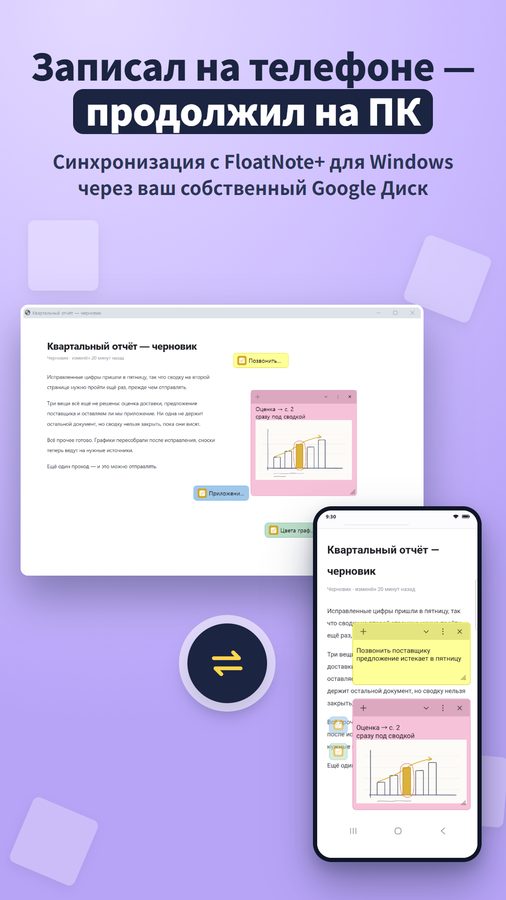 Записал на телефоне —
продолжил на ПК
Синхронизация с FloatNote+ для Windows
через ваш собственный Google Диск
Квартальный отчёт — черновик
Квартальный отчёт — черновик
Черновик · изменён 20 минут назад
Исправленные цифры пришли в пятницу, так что сводку на второй
странице нужно пройти ещё раз, прежде чем отправлять.
Три вещи всё ещё не решены: оценка доставки, предложение
поставщика и оставляем ли мы приложение. Ни одна не держит
остальной документ, но сводку нельзя закрыть, пока они висят.
Всё прочее готово. Графики пересобрали после исправления, сноски
теперь ведут на нужные источники.
Ещё один проход — и это можно отправлять.
Позвонить...
Оценка → с. 2
сразу под сводкой
Приложени...
Цвета граф...
9:30
Квартальный отчёт —
черновик
Черновик · изменён 20 минут назад
Исправленные цифры пришли в пятницу, так
что
ещё раз,
Позвонить поставщику
предложение истекает в пятницу
Три
держит остальной документ, но сводку нельзя
закрыть,
Оценка → с. 2
сразу под сводкой
после
Ещё